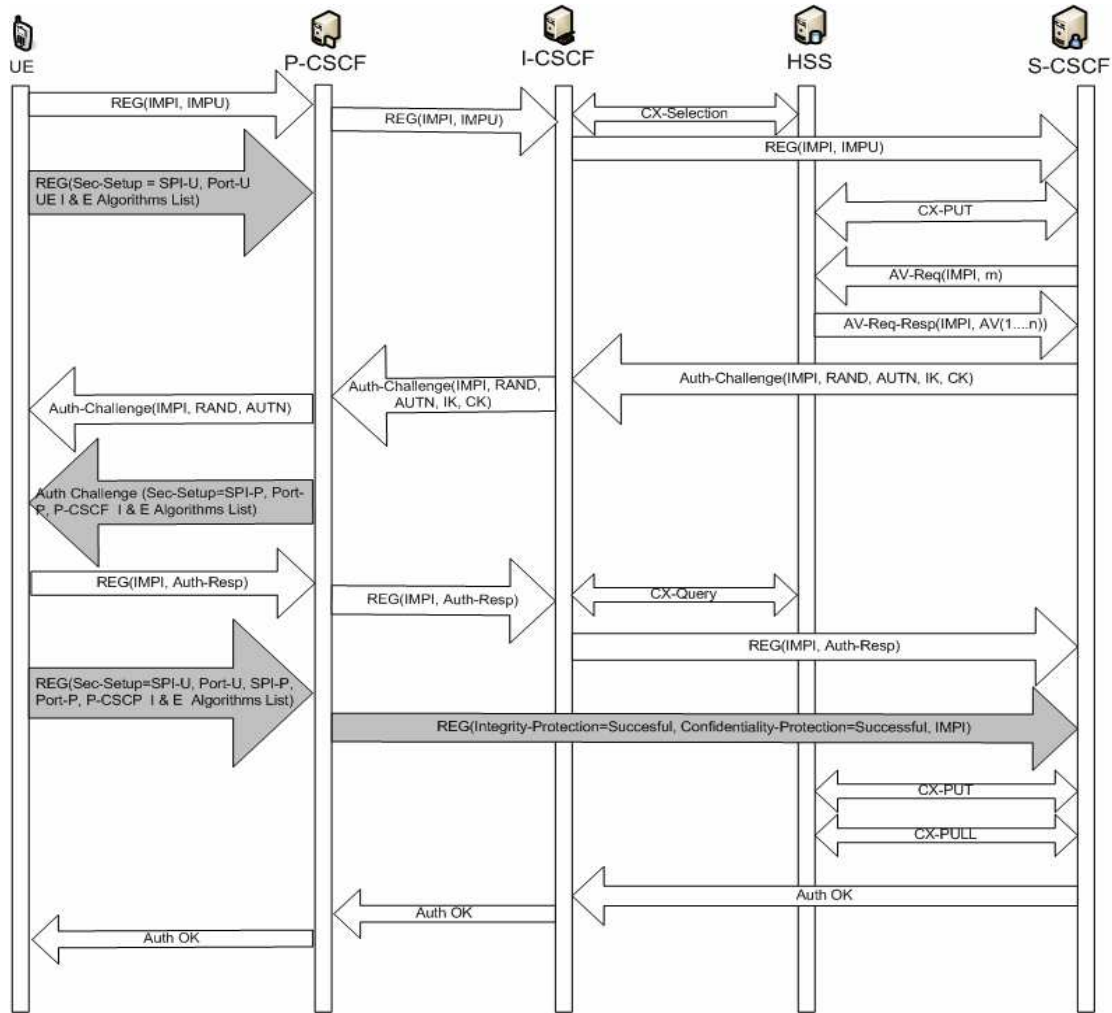 UE
P-CSCF
I-CSCF
HSS
S-CSCF
REG(IMPI, IMPU)
REG(IMPI, IMPU)
CX-Selection
REG(IMPI, IMPU)
REG(Sec-Setup = SPI-U, Port-U
UE I & E Algorithms List)
CX-PUT
AV-Req(IMPI, m)
AV-Req-Resp(IMPI, AV(1....n))
Auth-Challenge(IMPI, RAND, AUTN, IK, CK)
Auth-Challenge(IMPI, RAND,
AUTN, IK, CK)
Auth-Challenge(IMPI, RAND, AUTN)
Auth Challenge (Sec-Setup=SPI-P, Port-
P, P-CSCF I & E Algorithms List)
REG(IMPI, Auth-Resp)
REG(IMPI, Auth-Resp)
CX-Query
REG(IMPI, Auth-Resp)
REG(Sec-Setup=SPI-U, Port-U, SPI-P,
Port-P, P-CSCP I & E Algorithms List)
REG(Integrity-Protection=Succesful, Confidentiality-Protection=Successful, IMPI)
CX-PUT
CX-PULL
Auth OK
Auth OK
Auth OK